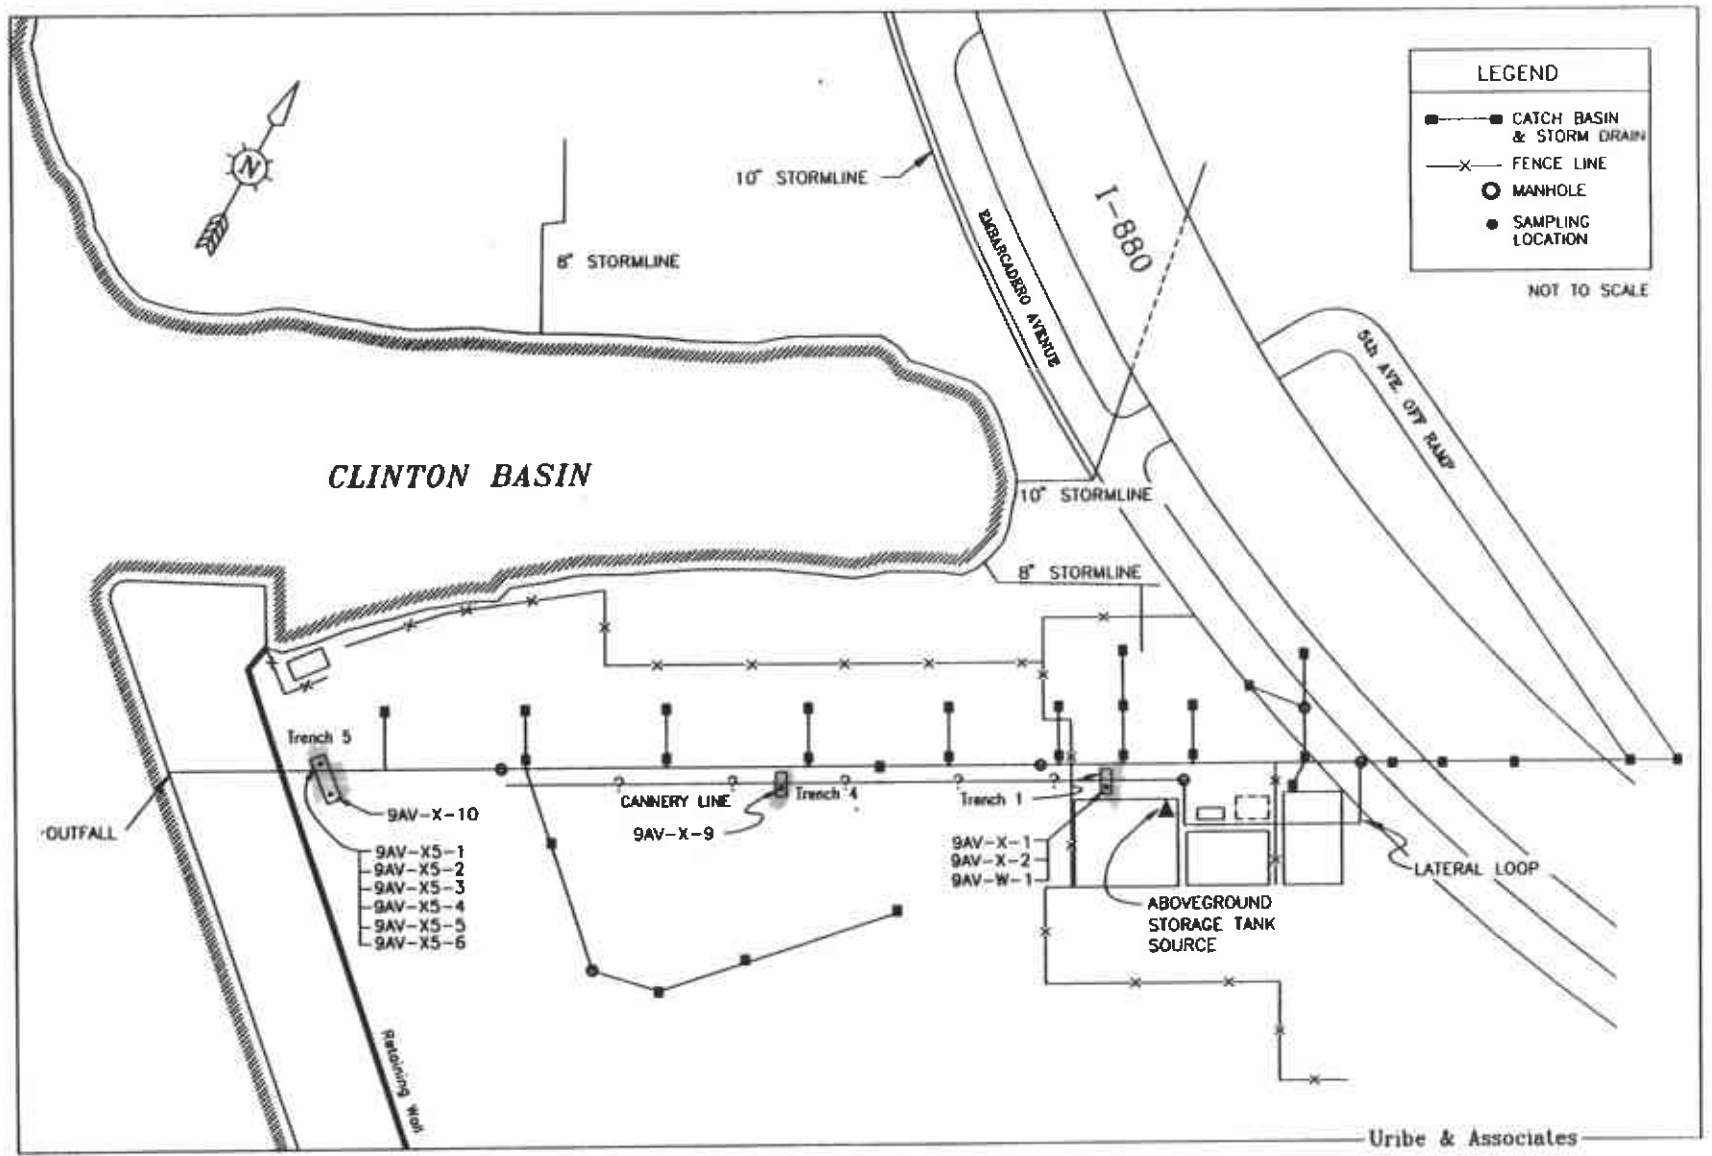 LEGEND
CATCH BASIN
& STORM DRAIN
FENCE LINE
MANHOLE
SAMPLING
LOCATION
NOT TO SCALE
N
10" STORMLINE
8" STORMLINE
EMBARCADERO AVENUE
I-880
5th AVE. OFF RAMP
CLINTON BASIN
10" STORMLINE
8" STORMLINE
Trench 5
9AV-X-10
OUTFALL
9AV-X5-1
9AV-X5-2
9AV-X5-3
9AV-X5-4
9AV-X5-5
9AV-X5-6
? ? ? ? ?
CANNERY LINE
Trench 4
9AV-X-9
Trench 1
9AV-X-1
9AV-X-2
9AV-W-1
LATERAL LOOP
ABOVEGROUND
STORAGE TANK
SOURCE
Retaining Wall
Uribe & Associates